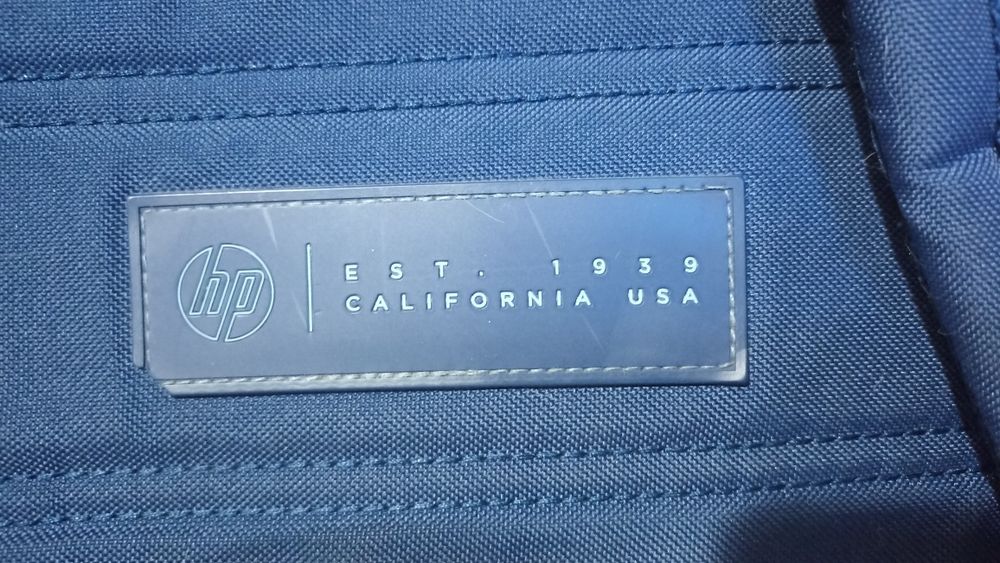 hp
EST. 1939
CALIFORNIA USA